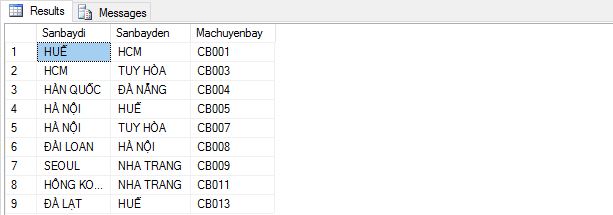 Results Messages
Sanbaydi Sanbayden Machuyenbay
1 HUẾ HCM CB001
2 HCM TUY HÒA CB003
3 HÀN QUỐC ĐÀ NẴNG CB004
4 HÀ NỘI HUẾ CB005
5 HÀ NỘI TUY HÒA CB007
6 ĐÀI LOAN HÀ NỘI CB008
7 SEOUL NHA TRANG CB009
8 HỒNG KO... NHA TRANG CB011
9 ĐÀ LẠT HUẾ CB013